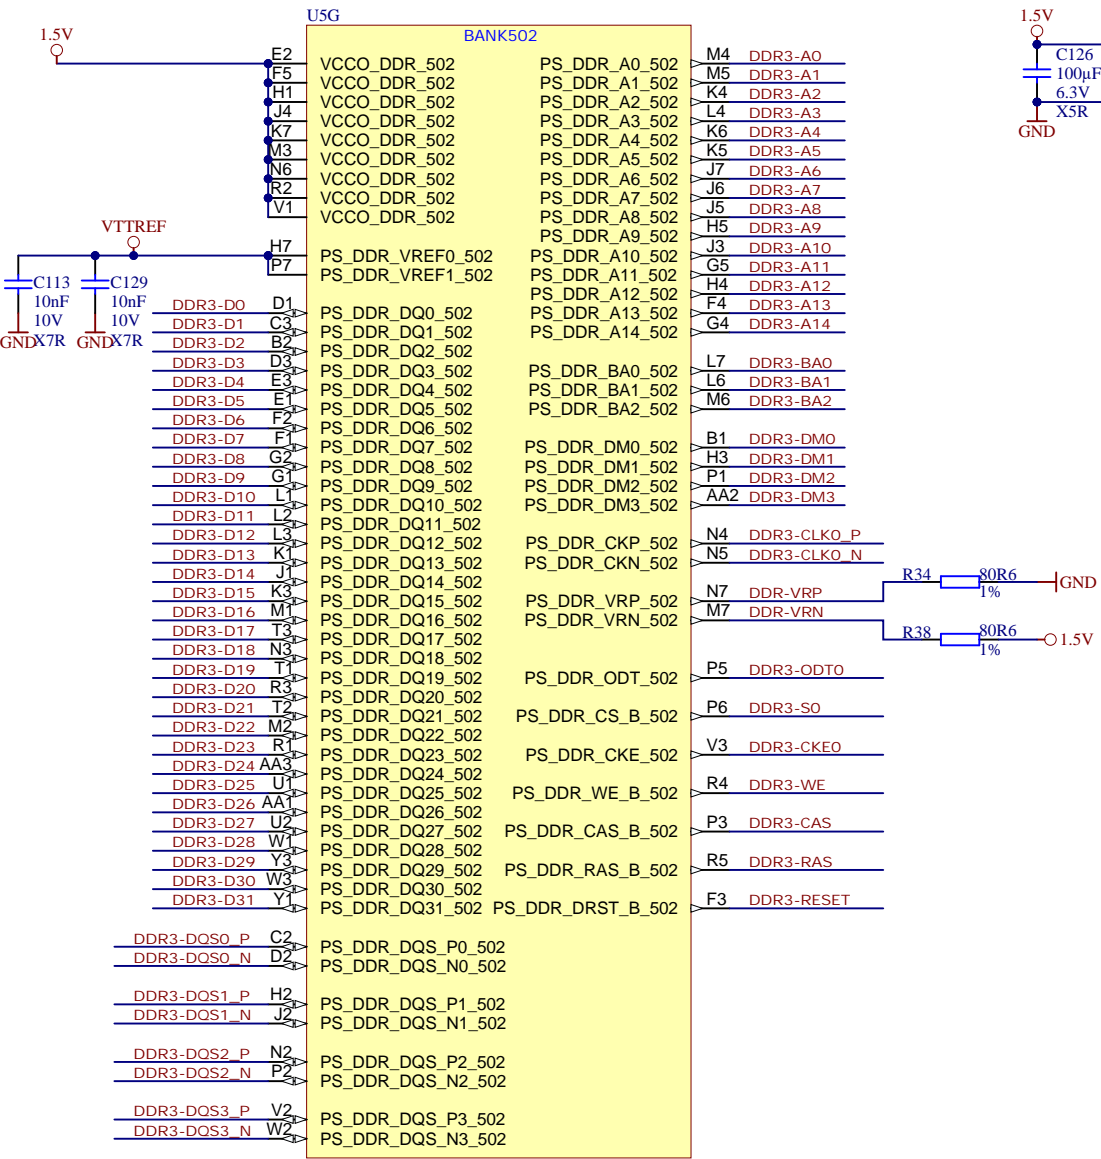 U5G
BANK502
1.5V
E2 VCCO_DDR_502
F5 VCCO_DDR_502
H1 VCCO_DDR_502
J4 VCCO_DDR_502
K7 VCCO_DDR_502
M3 VCCO_DDR_502
N6 VCCO_DDR_502
R2 VCCO_DDR_502
V1 VCCO_DDR_502
VTTREF
H7 PS_DDR_VREF0_502
P7 PS_DDR_VREF1_502
C113
10nF
10V
X7R
GND
C129
10nF
10V
X7R
GND
DDR3-D0 D1 PS_DDR_DQ0_502
DDR3-D1 C3 PS_DDR_DQ1_502
DDR3-D2 B2 PS_DDR_DQ2_502
DDR3-D3 D3 PS_DDR_DQ3_502
DDR3-D4 E3 PS_DDR_DQ4_502
DDR3-D5 E1 PS_DDR_DQ5_502
DDR3-D6 F2 PS_DDR_DQ6_502
DDR3-D7 F1 PS_DDR_DQ7_502
DDR3-D8 G2 PS_DDR_DQ8_502
DDR3-D9 G1 PS_DDR_DQ9_502
DDR3-D10 L1 PS_DDR_DQ10_502
DDR3-D11 L2 PS_DDR_DQ11_502
DDR3-D12 L3 PS_DDR_DQ12_502
DDR3-D13 K1 PS_DDR_DQ13_502
DDR3-D14 J1 PS_DDR_DQ14_502
DDR3-D15 K3 PS_DDR_DQ15_502
DDR3-D16 M1 PS_DDR_DQ16_502
DDR3-D17 T3 PS_DDR_DQ17_502
DDR3-D18 N3 PS_DDR_DQ18_502
DDR3-D19 T1 PS_DDR_DQ19_502
DDR3-D20 R3 PS_DDR_DQ20_502
DDR3-D21 T2 PS_DDR_DQ21_502
DDR3-D22 M2 PS_DDR_DQ22_502
DDR3-D23 R1 PS_DDR_DQ23_502
DDR3-D24 AA3 PS_DDR_DQ24_502
DDR3-D25 U1 PS_DDR_DQ25_502
DDR3-D26 AA1 PS_DDR_DQ26_502
DDR3-D27 U2 PS_DDR_DQ27_502
DDR3-D28 W1 PS_DDR_DQ28_502
DDR3-D29 Y3 PS_DDR_DQ29_502
DDR3-D30 W3 PS_DDR_DQ30_502
DDR3-D31 Y1 PS_DDR_DQ31_502
DDR3-DQS0_P C2 PS_DDR_DQS_P0_502
DDR3-DQS0_N D2 PS_DDR_DQS_N0_502
DDR3-DQS1_P H2 PS_DDR_DQS_P1_502
DDR3-DQS1_N J2 PS_DDR_DQS_N1_502
DDR3-DQS2_P N2 PS_DDR_DQS_P2_502
DDR3-DQS2_N P2 PS_DDR_DQS_N2_502
DDR3-DQS3_P V2 PS_DDR_DQS_P3_502
DDR3-DQS3_N W2 PS_DDR_DQS_N3_502
PS_DDR_A0_502 M4 DDR3-A0
PS_DDR_A1_502 M5 DDR3-A1
PS_DDR_A2_502 K4 DDR3-A2
PS_DDR_A3_502 L4 DDR3-A3
PS_DDR_A4_502 K6 DDR3-A4
PS_DDR_A5_502 K5 DDR3-A5
PS_DDR_A6_502 J7 DDR3-A6
PS_DDR_A7_502 J6 DDR3-A7
PS_DDR_A8_502 J5 DDR3-A8
PS_DDR_A9_502 H5 DDR3-A9
PS_DDR_A10_502 J3 DDR3-A10
PS_DDR_A11_502 G5 DDR3-A11
PS_DDR_A12_502 H4 DDR3-A12
PS_DDR_A13_502 F4 DDR3-A13
PS_DDR_A14_502 G4 DDR3-A14
PS_DDR_BA0_502 L7 DDR3-BA0
PS_DDR_BA1_502 L6 DDR3-BA1
PS_DDR_BA2_502 M6 DDR3-BA2
PS_DDR_DM0_502 B1 DDR3-DM0
PS_DDR_DM1_502 H3 DDR3-DM1
PS_DDR_DM2_502 P1 DDR3-DM2
PS_DDR_DM3_502 AA2 DDR3-DM3
PS_DDR_CKP_502 N4 DDR3-CLK0_P
PS_DDR_CKN_502 N5 DDR3-CLK0_N
PS_DDR_VRP_502 N7 DDR-VRP
PS_DDR_VRN_502 M7 DDR-VRN
R34 80R6 GND
1%
R38 80R6 1.5V
1%
PS_DDR_ODT_502 P5 DDR3-ODT0
PS_DDR_CS_B_502 P6 DDR3-S0
PS_DDR_CKE_502 V3 DDR3-CKE0
PS_DDR_WE_B_502 R4 DDR3-WE
PS_DDR_CAS_B_502 P3 DDR3-CAS
PS_DDR_RAS_B_502 R5 DDR3-RAS
PS_DDR_DRST_B_502 F3 DDR3-RESET
1.5V
C126
100µF
6.3V
X5R
GND